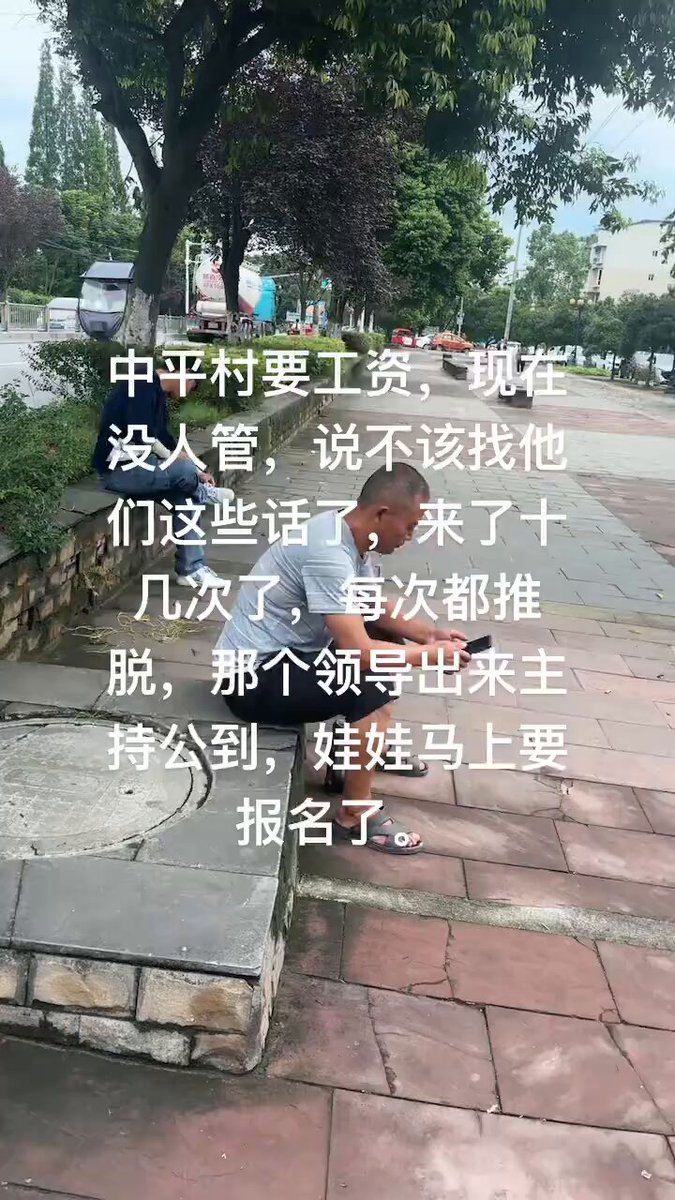 中平村要工资，现在
没人管，说不该找他
们这些话了，来了十
几次了，每次都推
脱，那个领导出来主
持公到，娃娃马上要
报名了。